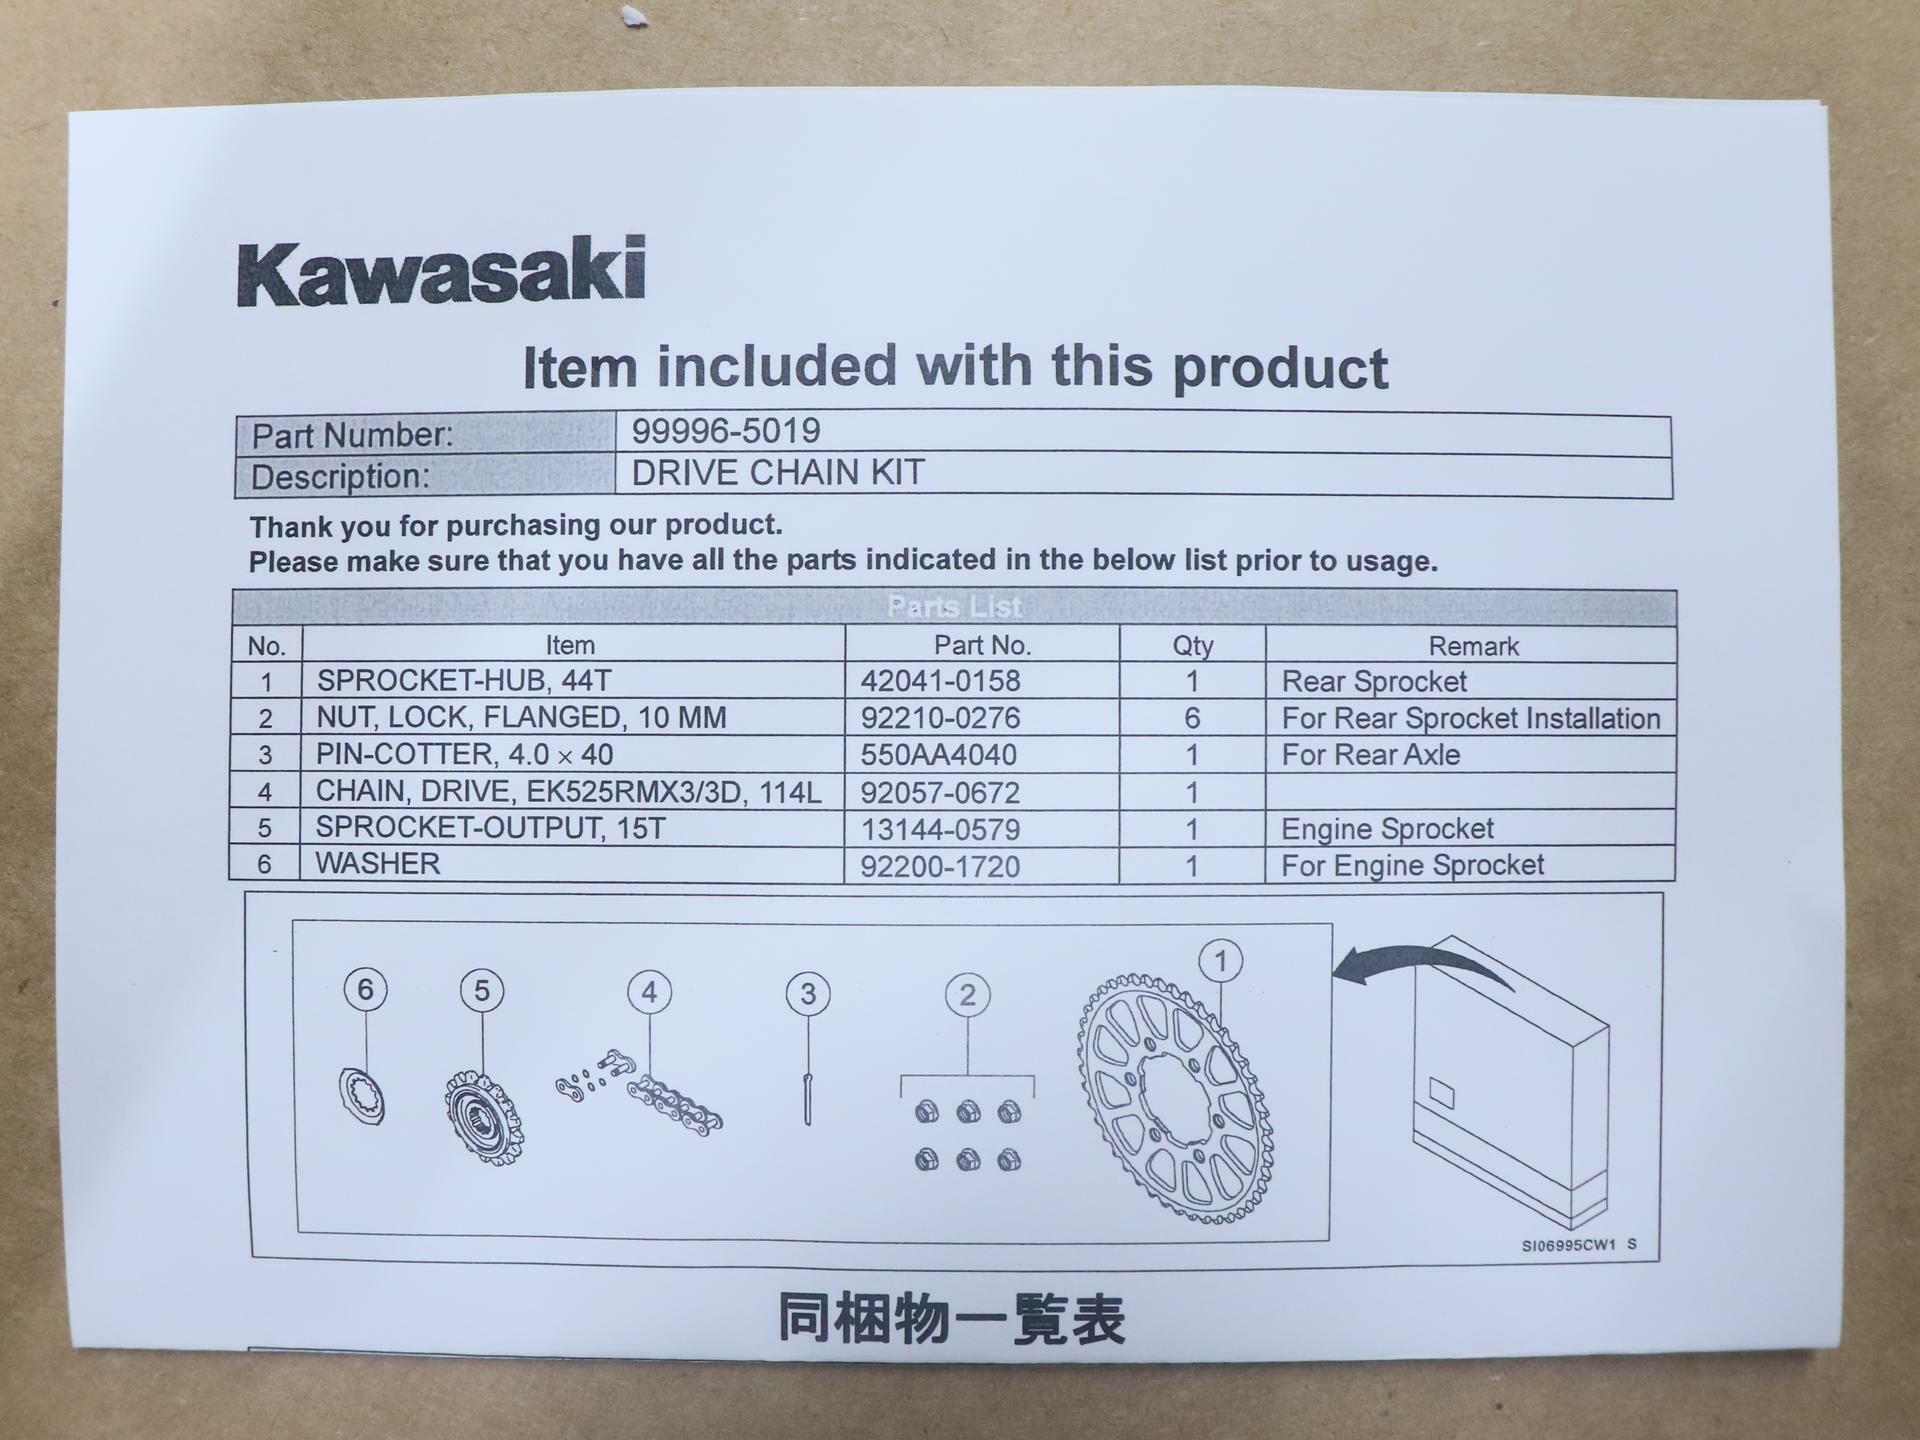 Kawasaki
Item included with this product
Part Number: 99996-5019
Description: DRIVE CHAIN KIT
Thank you for purchasing our product.
Please make sure that you have all the parts indicated in the below list prior to usage.
Parts List
No. Item Part No. Qty Remark
1 SPROCKET-HUB, 44T 42041-0158 1 Rear Sprocket
2 NUT, LOCK, FLANGED, 10 MM 92210-0276 6 For Rear Sprocket Installation
3 PIN-COTTER, 4.0 × 40 550AA4040 1 For Rear Axle
4 CHAIN, DRIVE, EK525RMX3/3D, 114L 92057-0672 1
5 SPROCKET-OUTPUT, 15T 13144-0579 1 Engine Sprocket
6 WASHER 92200-1720 1 For Engine Sprocket
6 5 4 3 2 1
SI06995CW1 S
同梱物一覧表